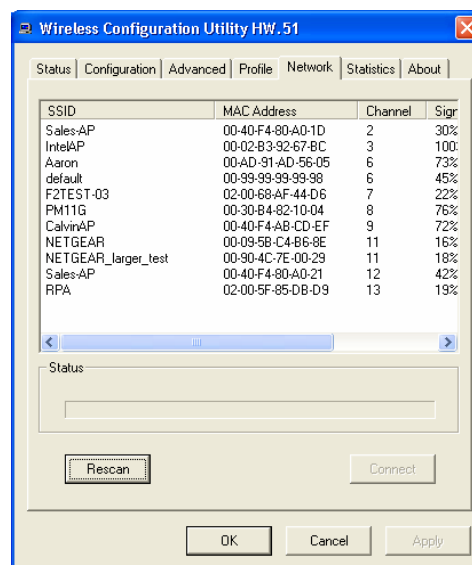 Wireless Configuration Utility HW.51
Status Configuration Advanced Profile Network Statistics About
SSID MAC Address Channel Sigr
Sales-AP 00-40-F4-80-A0-1D 2 30%
IntelAP 00-02-B3-92-67-BC 3 100%
Aaron 00-AD-91-AD-56-05 6 73%
default 00-99-99-99-99-98 6 45%
F2TEST-03 02-00-68-AF-44-D6 7 22%
PM11G 00-30-B4-82-10-04 8 76%
CalvinAP 00-40-F4-AB-CD-EF 9 72%
NETGEAR 00-09-5B-C4-B6-8E 11 16%
NETGEAR_larger_test 00-90-4C-7E-00-29 11 18%
Sales-AP 00-40-F4-80-A0-21 12 42%
RPA 02-00-5F-85-DB-D9 13 19%
Status
Rescan Connect
OK Cancel Apply